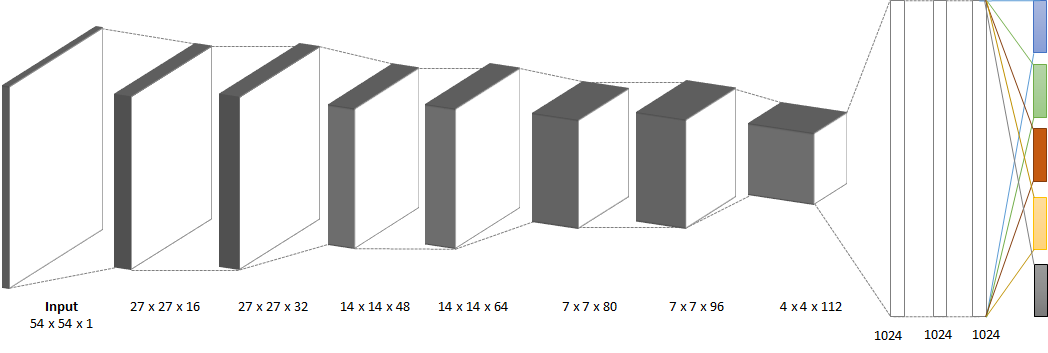 Input
54 x 54 x 1
27 x 27 x 16
27 x 27 x 32
14 x 14 x 48
14 x 14 x 64
7 x 7 x 80
7 x 7 x 96
4 x 4 x 112
1024
1024
1024